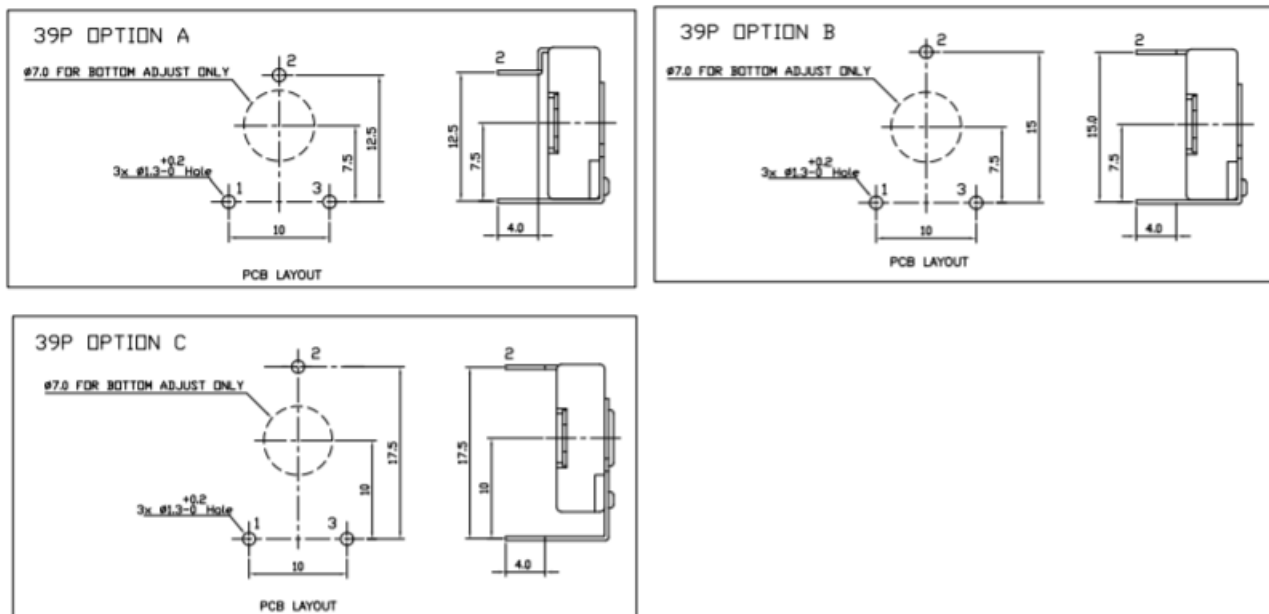 39P OPTION A
2
ø7.0 FOR BOTTOM ADJUST ONLY
12.5
7.5
+0.2
3x ø1.3-0 Hole
1
3
10
PCB LAYOUT
2
12.5
7.5
4.0
39P OPTION B
2
ø7.0 FOR BOTTOM ADJUST ONLY
15
7.5
+0.2
3x ø1.3-0 Hole
1
3
10
PCB LAYOUT
2
15.0
7.5
4.0
39P OPTION C
2
ø7.0 FOR BOTTOM ADJUST ONLY
17.5
10
+0.2
3x ø1.3-0 Hole
1
3
10
PCB LAYOUT
2
17.5
10
4.0